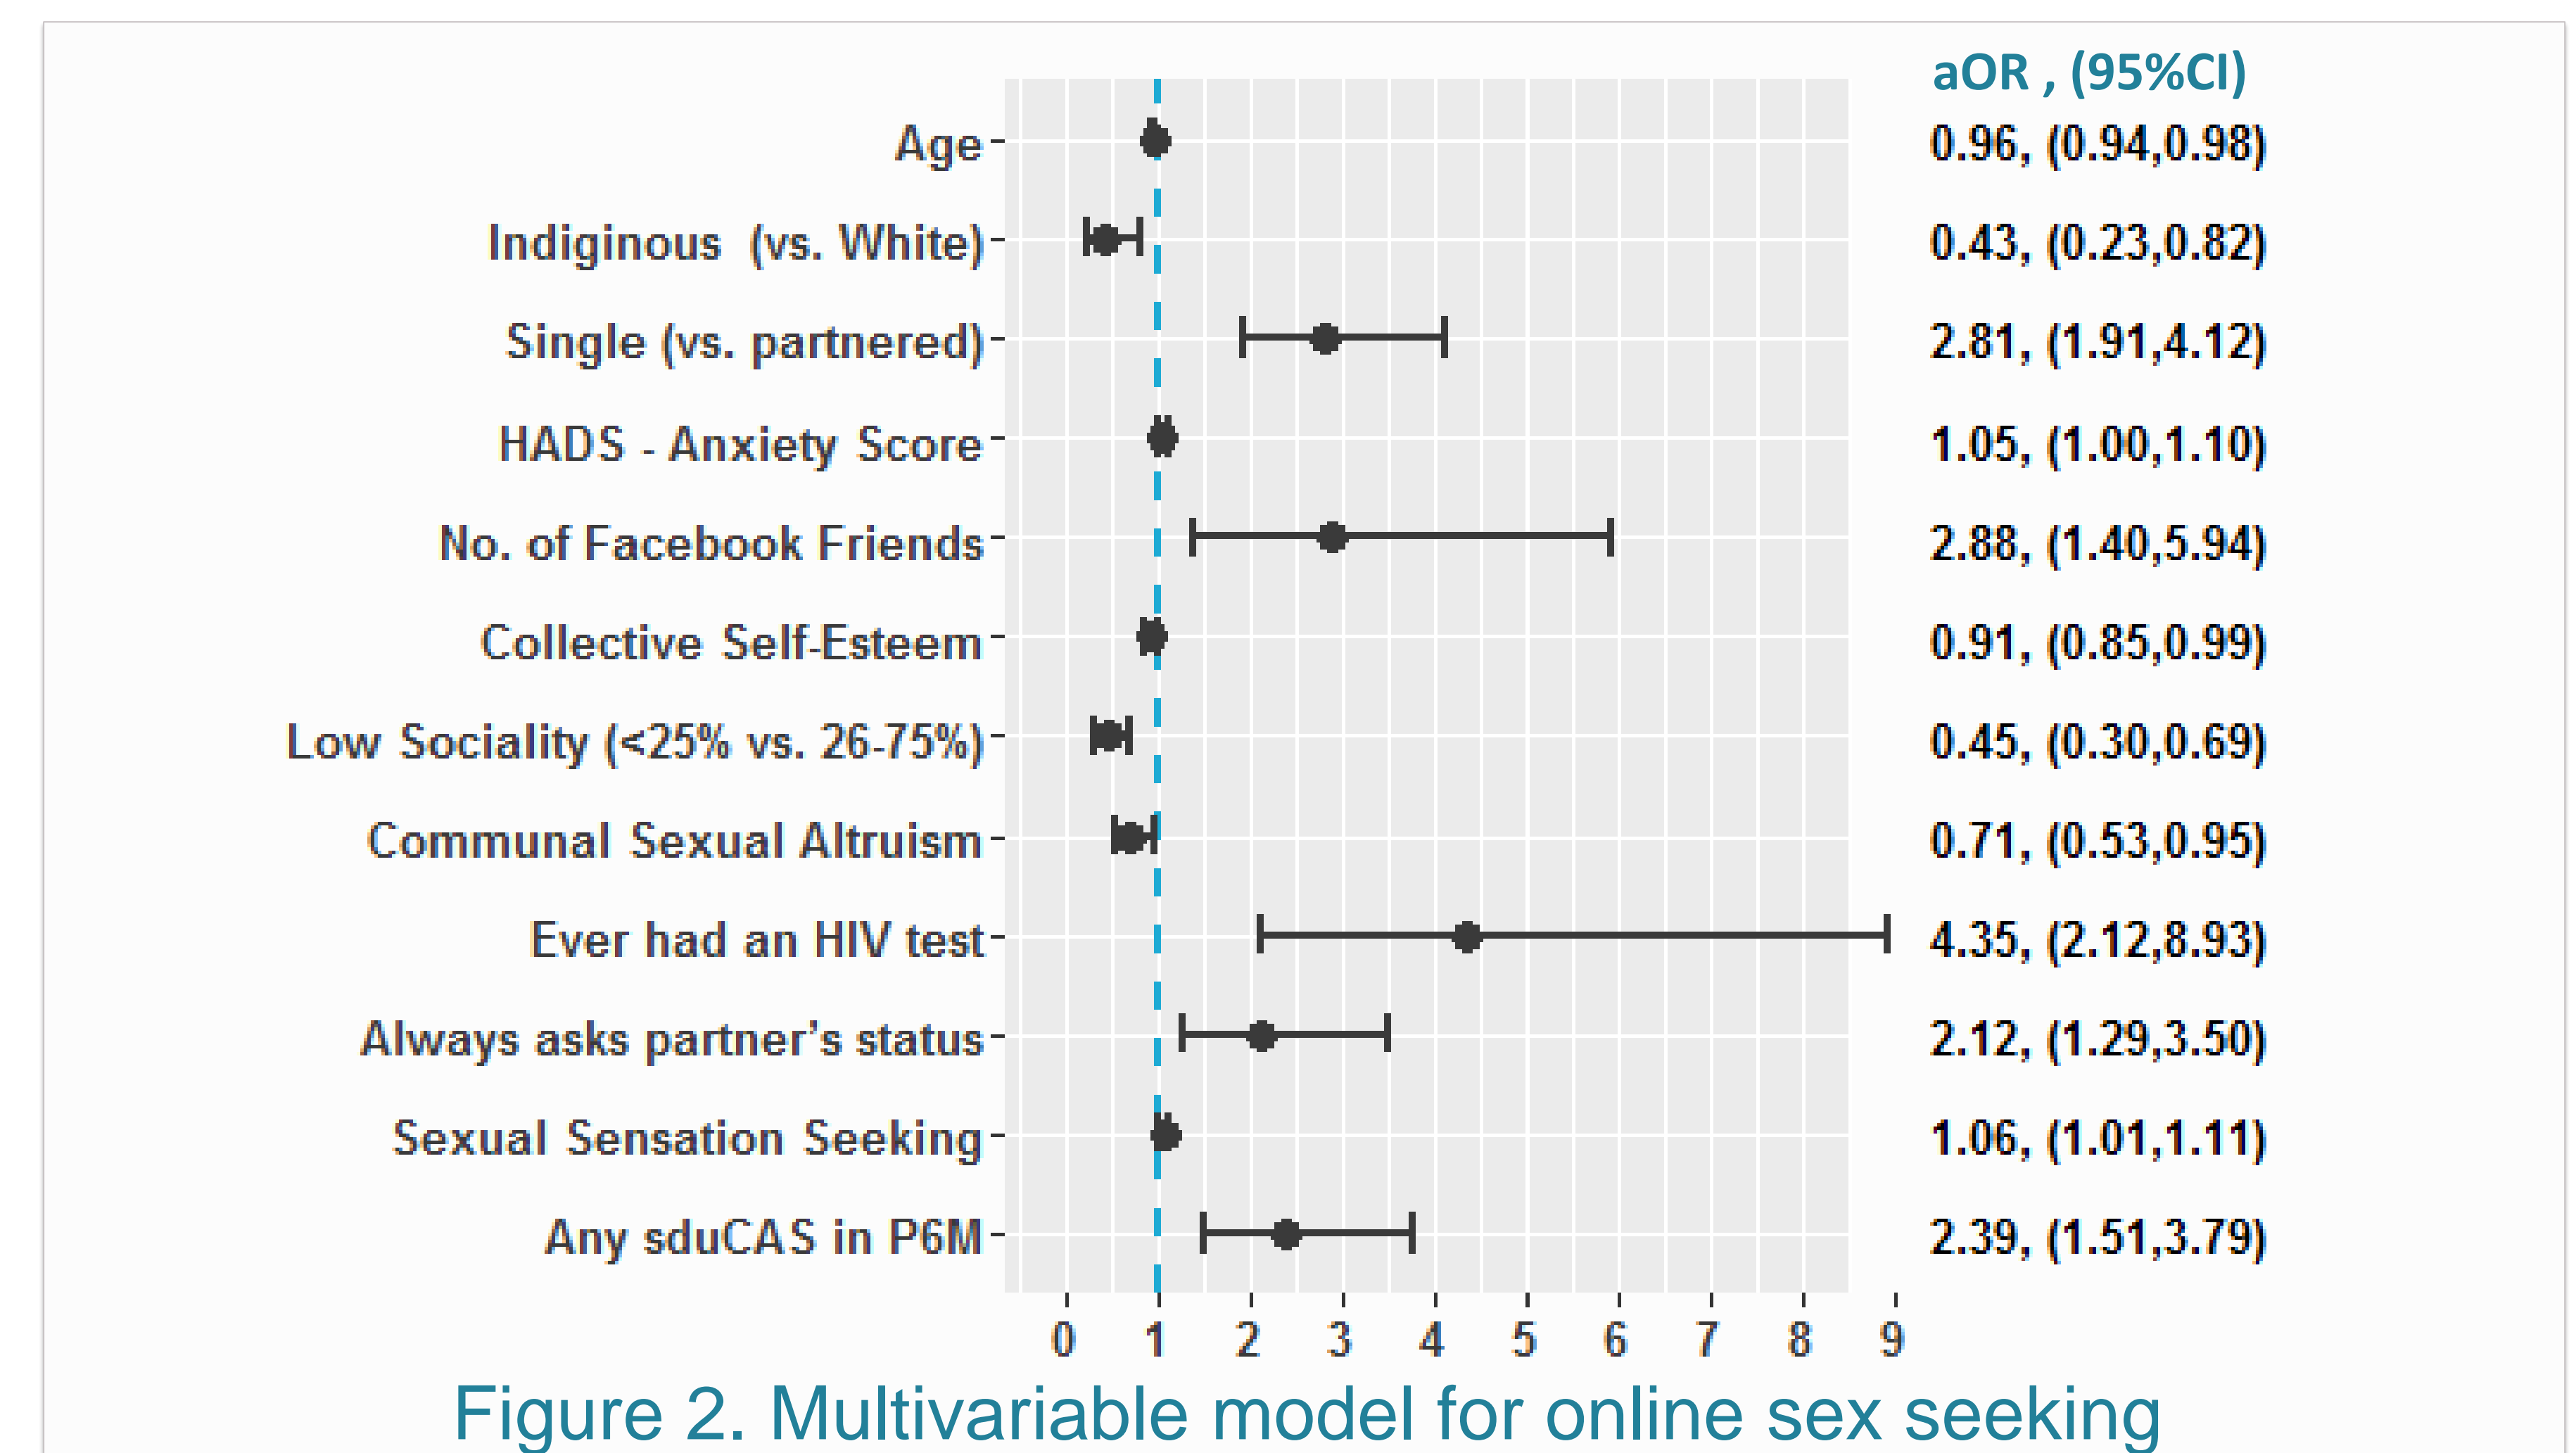 aOR , (95%CI)
Age 0.96, (0.94,0.98)
Indiginous (vs. White) 0.43, (0.23,0.82)
Single (vs. partnered) 2.81, (1.91,4.12)
HADS - Anxiety Score 1.05, (1.00,1.10)
No. of Facebook Friends 2.88, (1.40,5.94)
Collective Self-Esteem 0.91, (0.85,0.99)
Low Sociality (<25% vs. 26-75%) 0.45, (0.30,0.69)
Communal Sexual Altruism 0.71, (0.53,0.95)
Ever had an HIV test 4.35, (2.12,8.93)
Always asks partner's status 2.12, (1.29,3.50)
Sexual Sensation Seeking 1.06, (1.01,1.11)
Any sduCAS in P6M 2.39, (1.51,3.79)
0 1 2 3 4 5 6 7 8 9
Figure 2. Multivariable model for online sex seeking